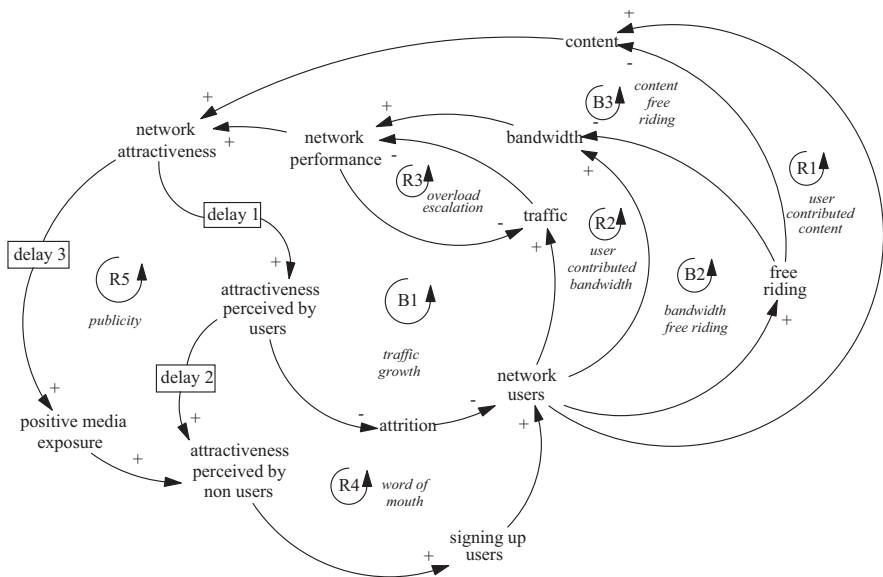 +
content
-
B3
content
free
riding
+
network
attractiveness
+
+
network
performance
-
bandwidth
-
+
R3
overload
escalation
traffic
-
+
R2
user
contributed
bandwidth
R1
user
contributed
content
delay 1
delay 3
R5
publicity
+
attractiveness
perceived by
users
B1
traffic
growth
B2
bandwidth
free riding
free
riding
+
delay 2
network
users
-
+
-
attrition
+
positive media
exposure
+
+
attractiveness
perceived by
non users
R4
word of
mouth
+
signing up
users